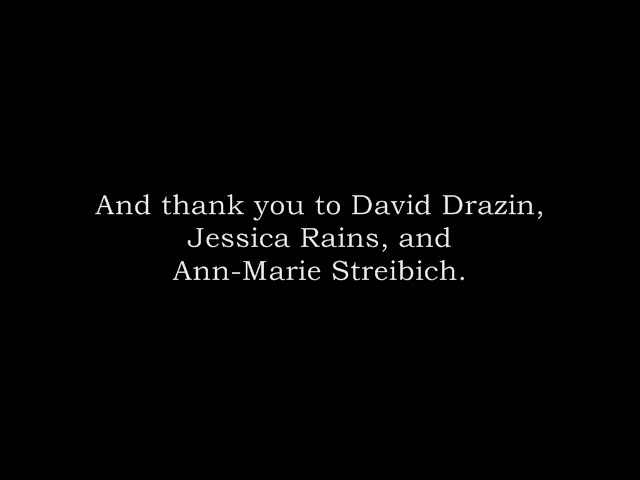 And thank you to David Drazin,
Jessica Rains, and
Ann-Marie Streibich.